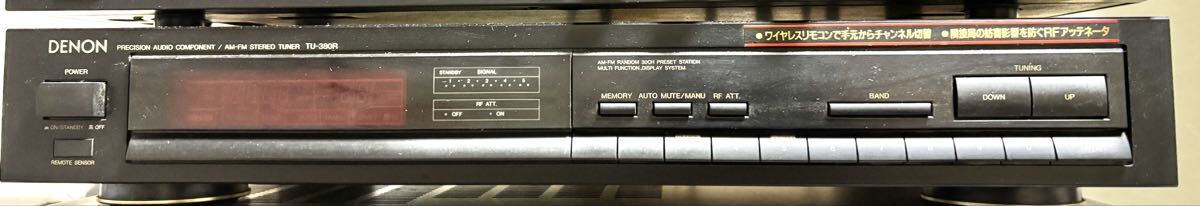 DENON PRECISION AUDIO COMPONENT / AM-FM STEREO TUNER TU-380R
• ワイヤレスリモコンで手元からチャンネル切替 • 隣接局の妨害影響を防ぐRFアッテネータ
POWER
ON/STANDBY OFF
REMOTE SENSOR
STANDBY SIGNAL
1 • 2 • 3 • 4 • 5
RF ATT.
• OFF • ON
AM-FM RANDOM 30CH PRESET STATION
MULTI FUNCTION DISPLAY SYSTEM
MEMORY AUTO MUTE/MANU RF ATT.
BAND
TUNING
DOWN UP